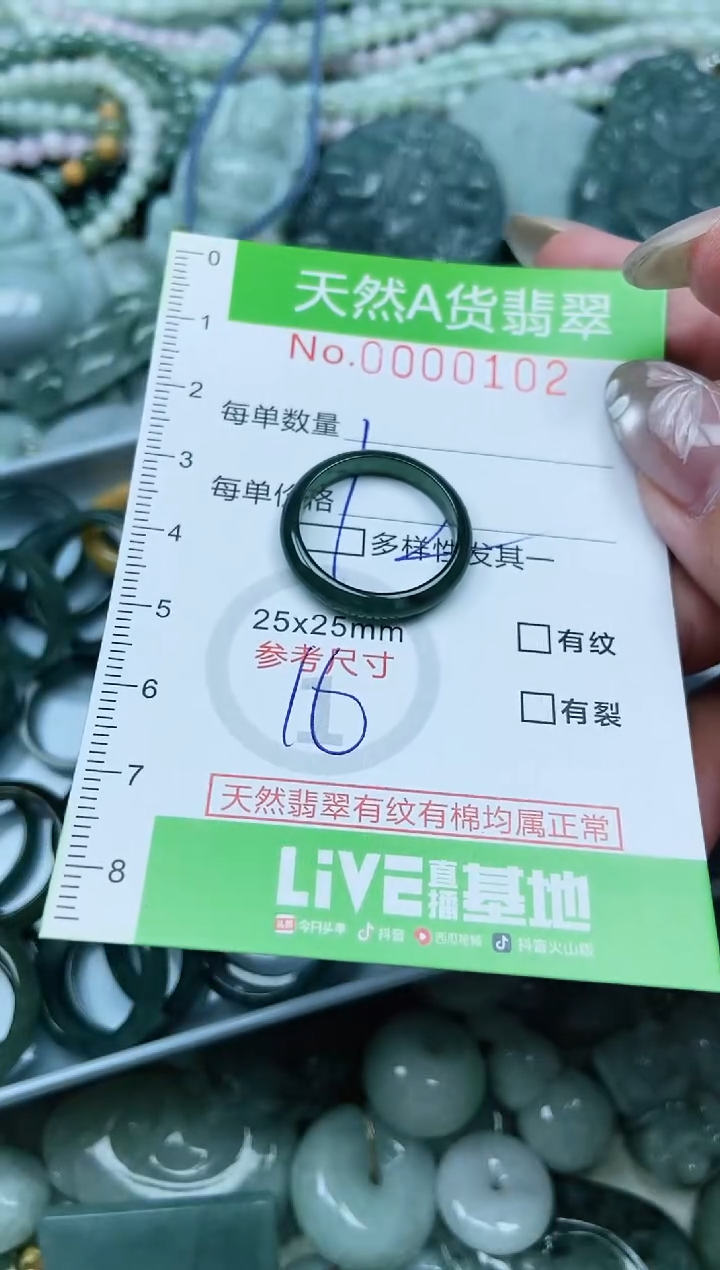 0
天然A货翡翠
No.0000102
1
2
每单数量
3
每单价格
4
多样性发其一
5
25x25mm
有纹
参考尺寸
6
1
16
有裂
7
天然翡翠有纹有棉均属正常
8
LiVE直播基地
头条 今日头条 抖音 西瓜视频 抖音火山版